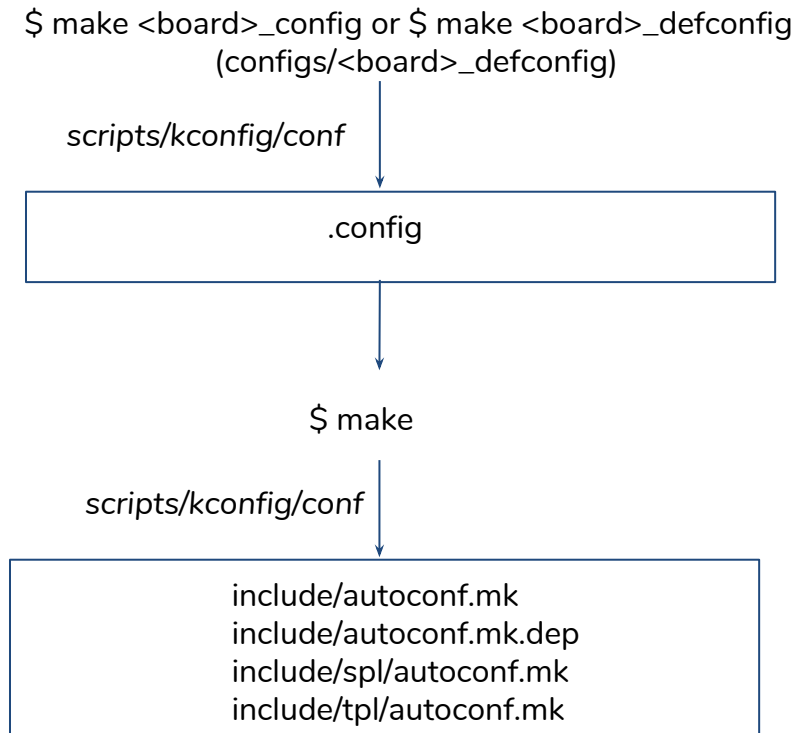 $ make <board>_config or $ make <board>_defconfig
(configs/<board>_defconfig)
scripts/kconfig/conf
.config
$ make
scripts/kconfig/conf
include/autoconf.mk
include/autoconf.mk.dep
include/spl/autoconf.mk
include/tpl/autoconf.mk